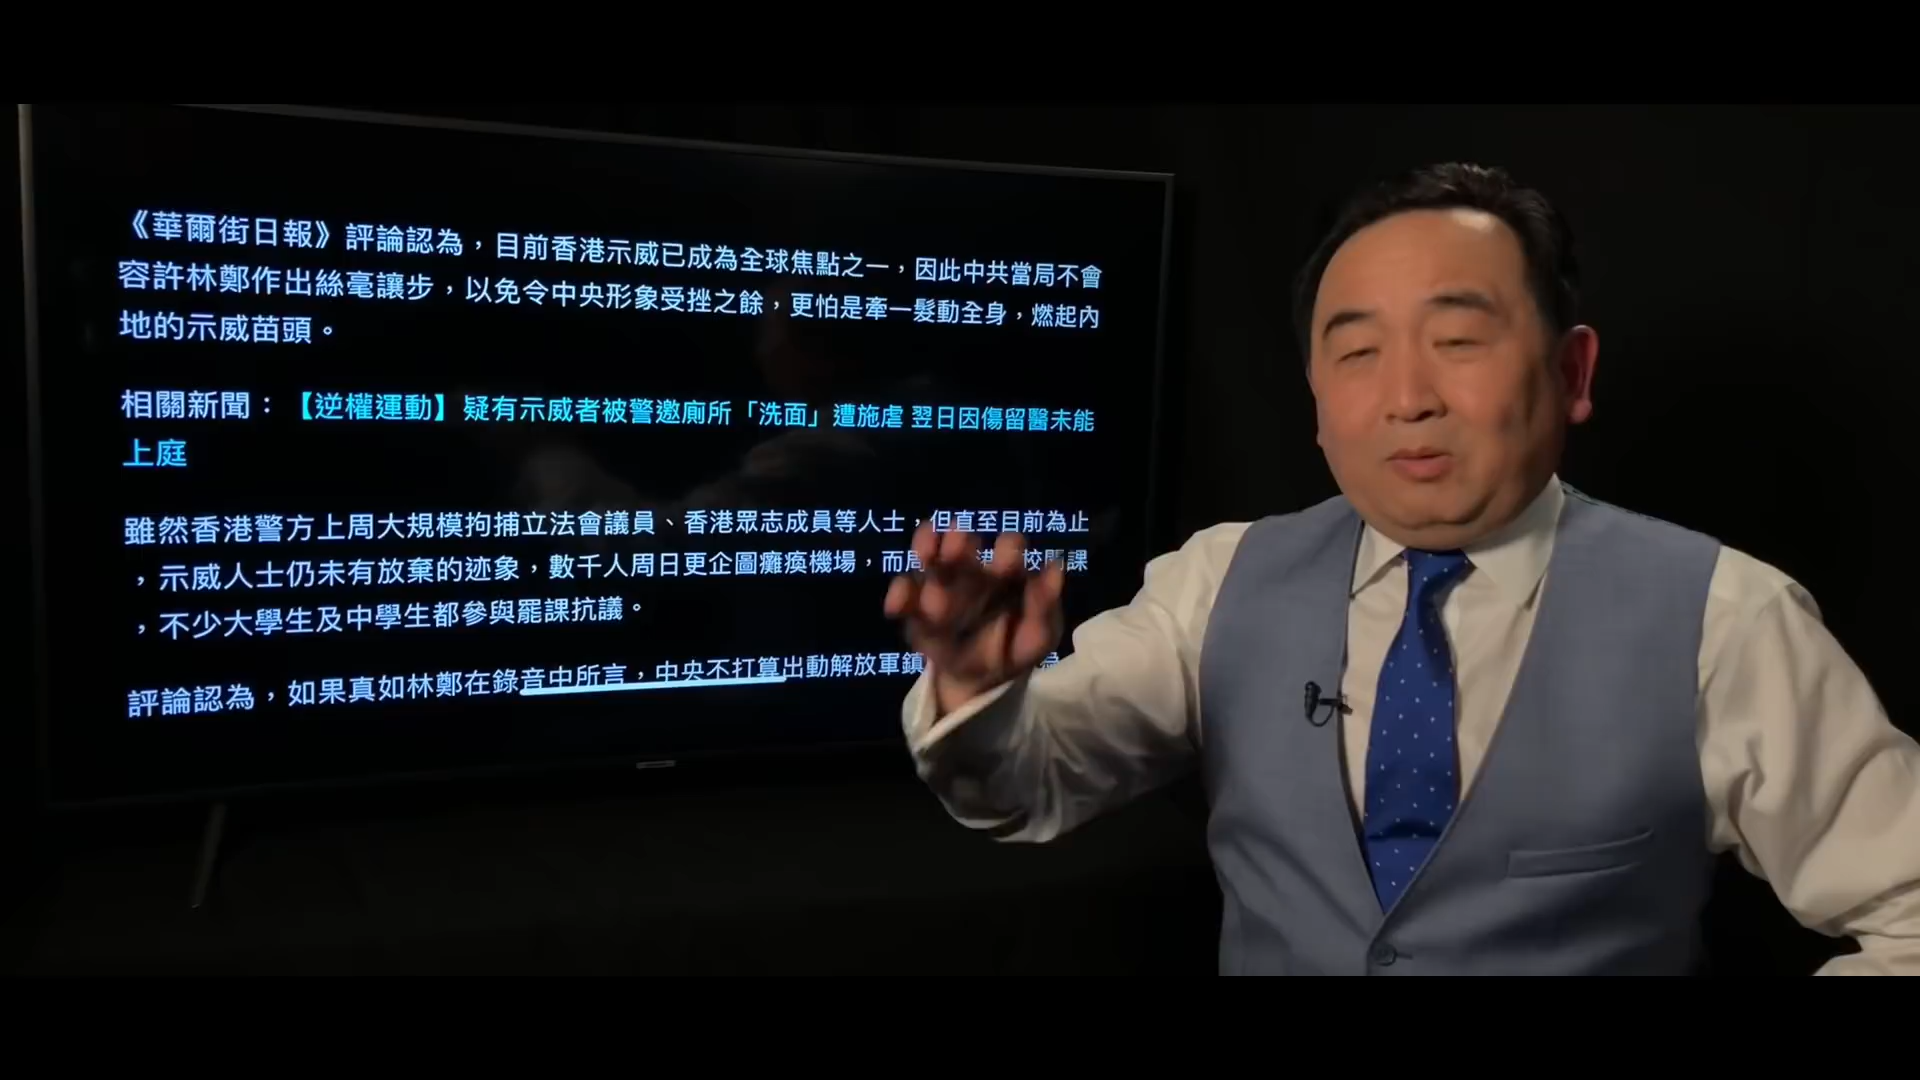 《華爾街日報》評論認為，目前香港示威已成為全球焦點之一，因此中共當局不會
容許林鄭作出絲毫讓步，以免令中央形象受挫之餘，更怕是牽一髮動全身，燃起內
地的示威苗頭。
相關新聞：【逆權運動】疑有示威者被警邀廁所「洗面」遭施虐 翌日因傷留醫未能
上庭
雖然香港警方上周大規模拘捕立法會議員、香港眾志成員等人士，但直至目前為止
，示威人士仍未有放棄的迹象，數千人周日更企圖癱瘓機場，而周 港 校開課
，不少大學生及中學生都參與罷課抗議。
評論認為，如果真如林鄭在錄音中所言，中央不打算出動解放軍鎮